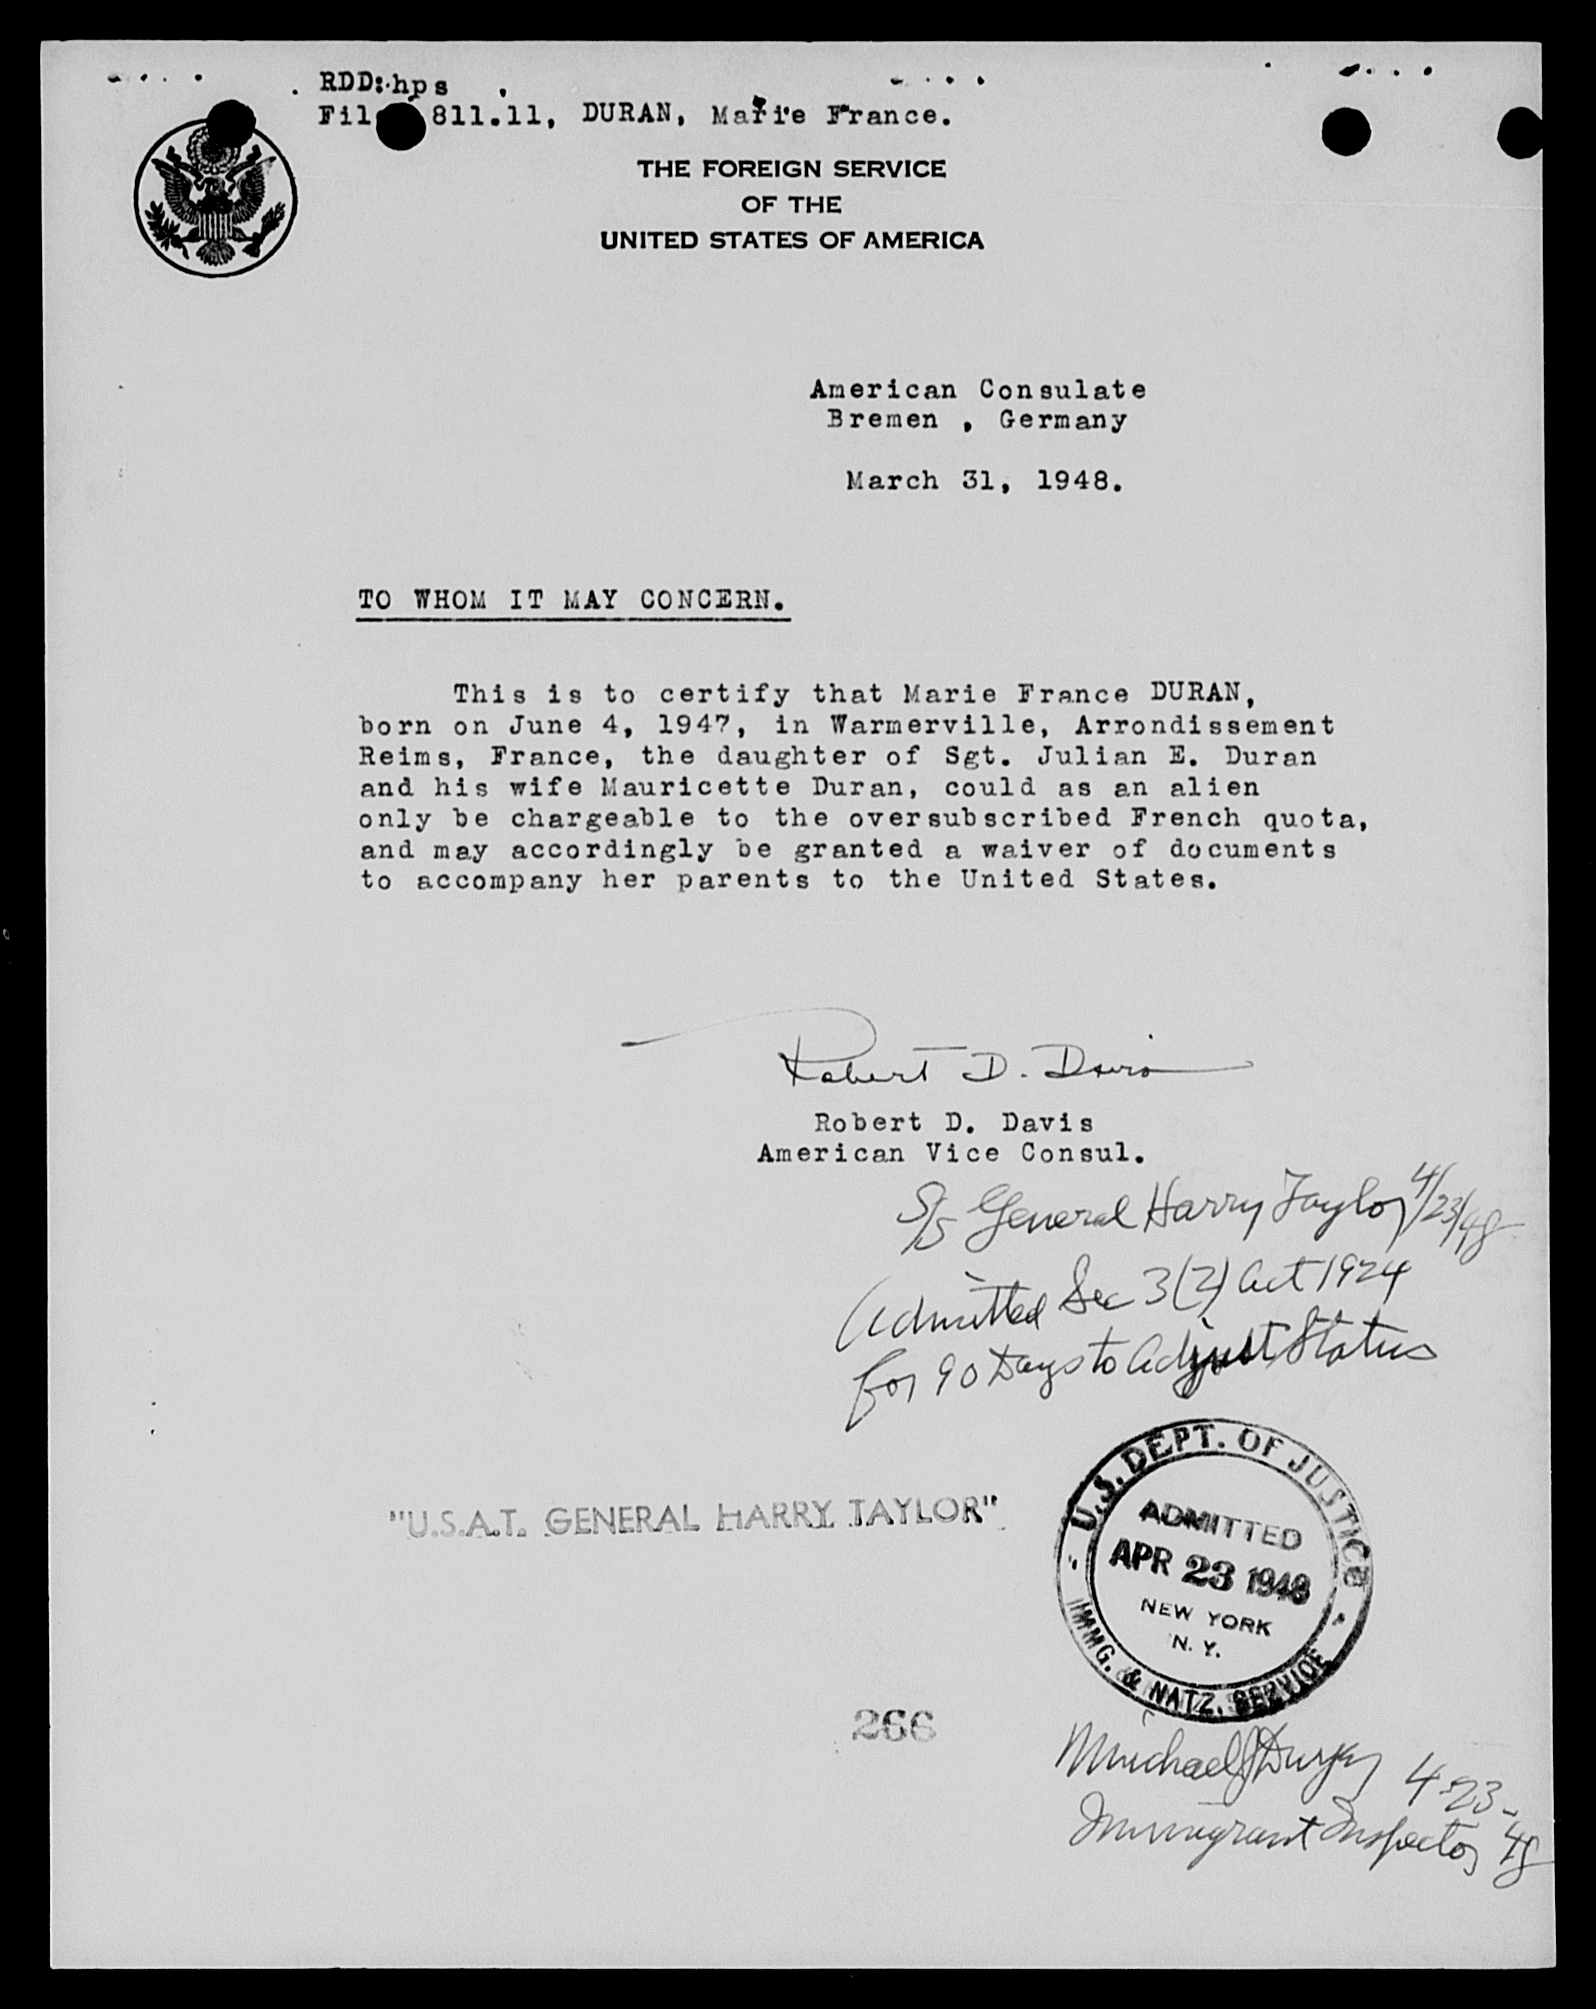 RDD:hps
Fil 811.11, DURAN, Marie France.
THE FOREIGN SERVICE
OF THE
UNITED STATES OF AMERICA
American Consulate
Bremen , Germany
March 31, 1948.
TO WHOM IT MAY CONCERN.
This is to certify that Marie France DURAN,
born on June 4, 1947, in Warmerville, Arrondissement
Reims, France, the daughter of Sgt. Julian E. Duran
and his wife Mauricette Duran, could as an alien
only be chargeable to the oversubscribed French quota,
and may accordingly be granted a waiver of documents
to accompany her parents to the United States.
Robert D. Davis
Robert D. Davis
American Vice Consul.
S/S General Harry Taylor 4/23/48
Admitted Sec 3(2) Act 1924
for 90 Days to Adjust Status
"U.S.A.T. GENERAL HARRY TAYLOR"
U.S. DEPT. OF JUSTICE
ADMITTED
APR 23 1948
NEW YORK
N. Y.
IMMG. & NATZ. SERVICE
266
Michael J 4-23-48
Immigrant Inspector